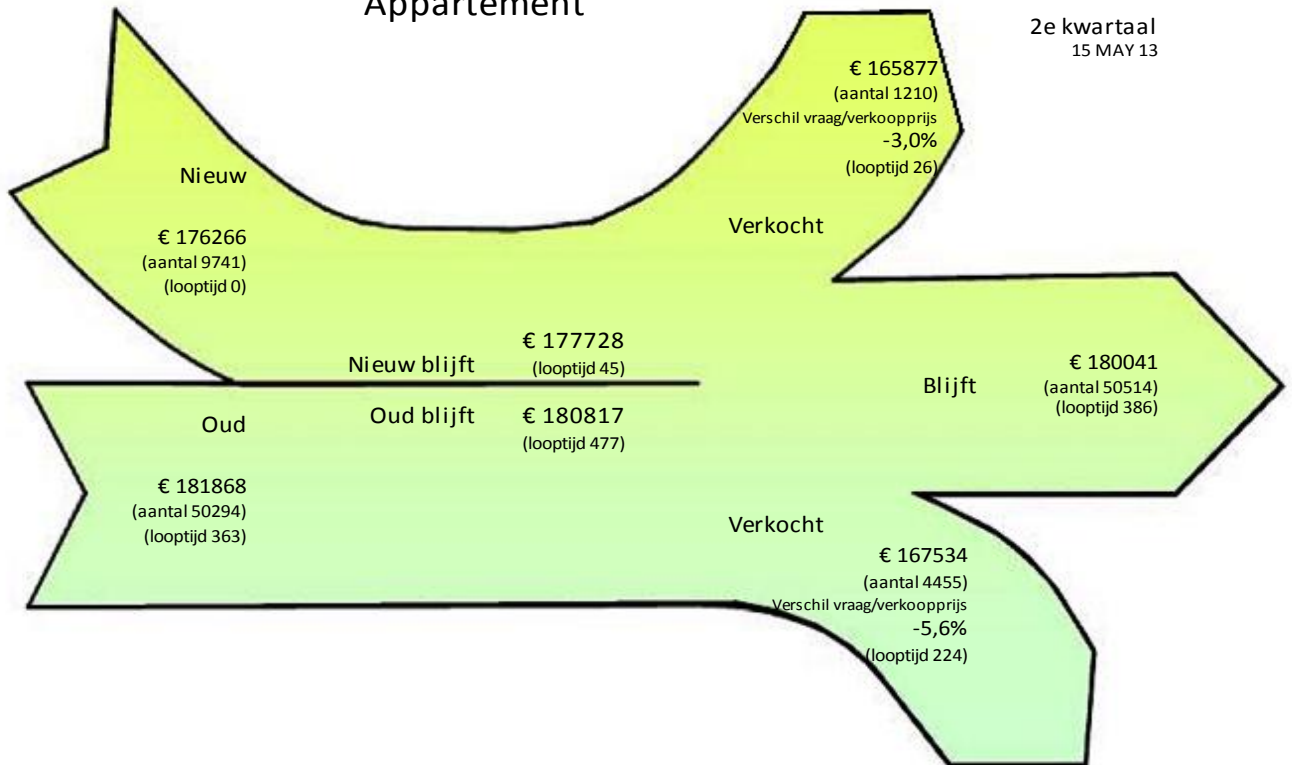 Appartement
2e kwartaal
15 MAY 13
€ 165877
(aantal 1210)
Verschil vraag/verkoopprijs
-3,0%
(looptijd 26)
Verkocht
Nieuw
€ 176266
(aantal 9741)
(looptijd 0)
Nieuw blijft
€ 177728
(looptijd 45)
Oud blijft
€ 180817
(looptijd 477)
Blijft
€ 180041
(aantal 50514)
(looptijd 386)
Oud
€ 181868
(aantal 50294)
(looptijd 363)
Verkocht
€ 167534
(aantal 4455)
Verschil vraag/verkoopprijs
-5,6%
(looptijd 224)